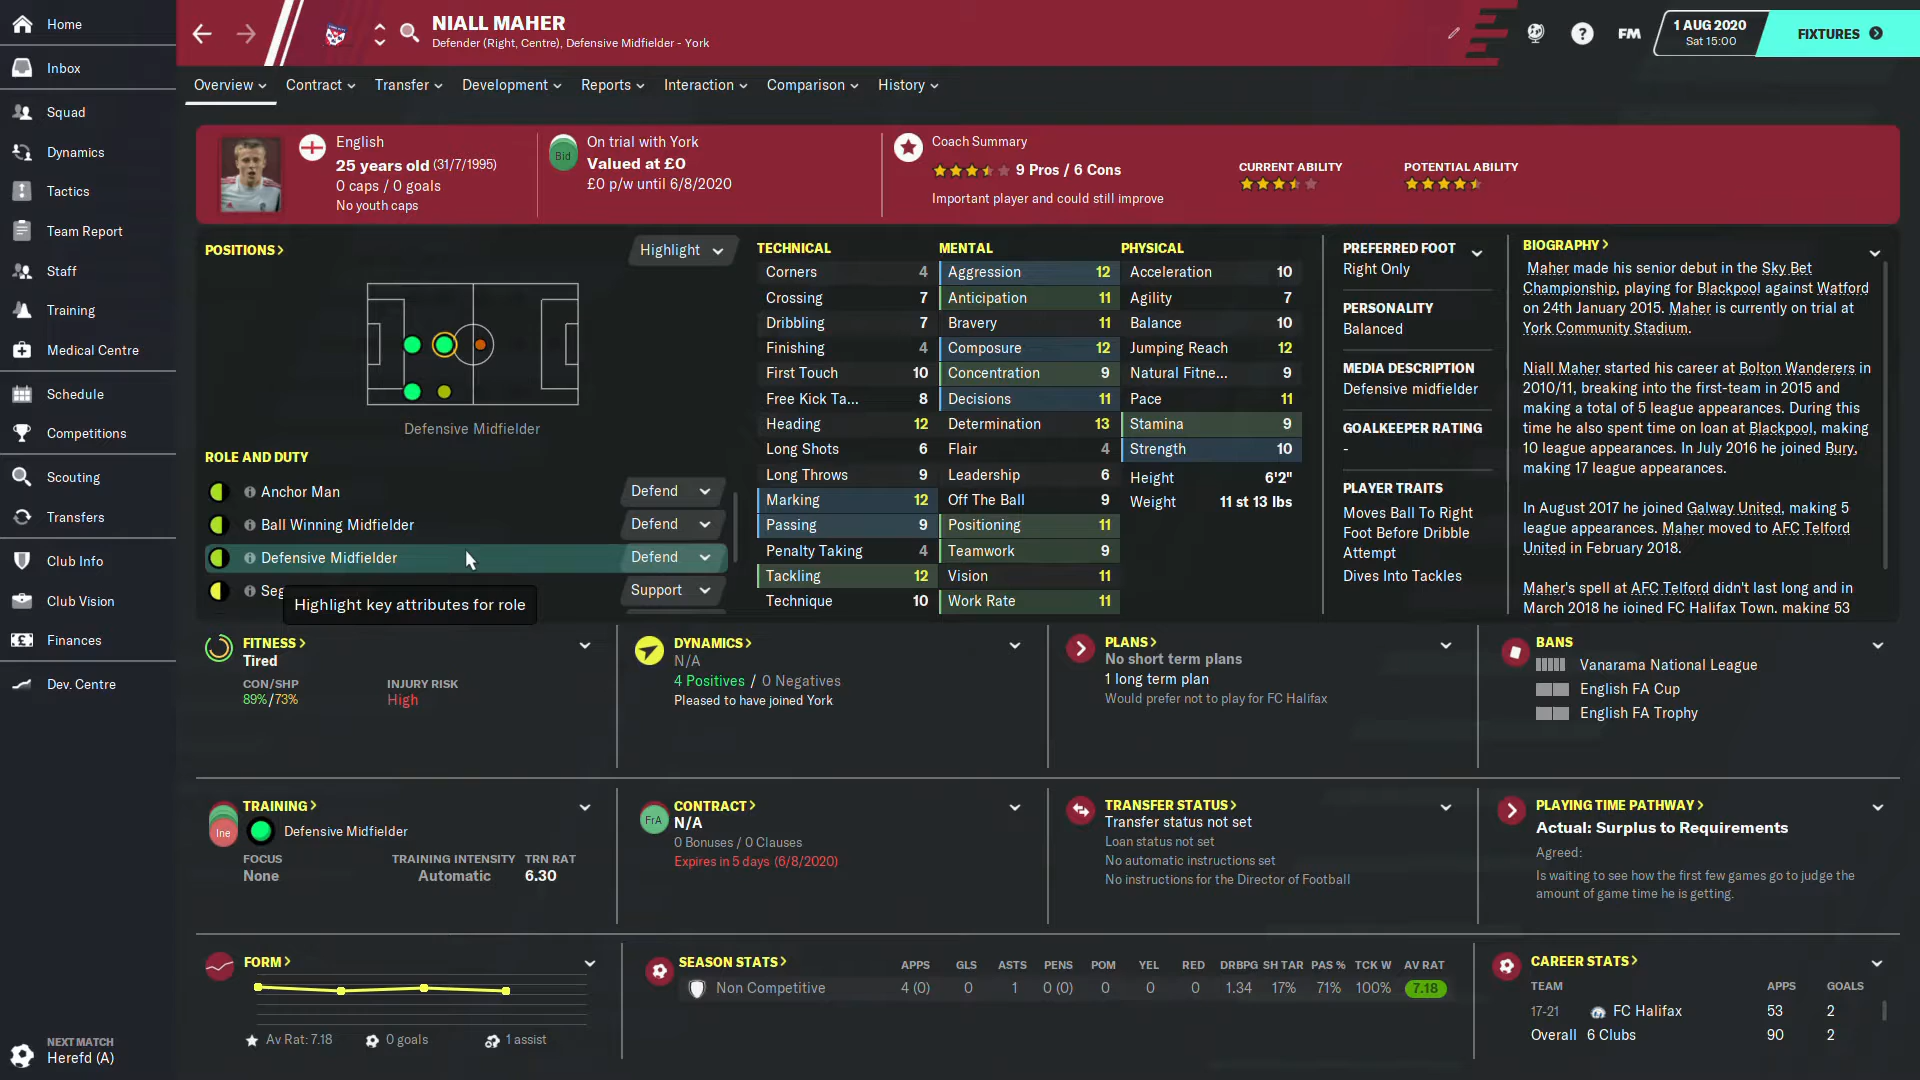 Home
Inbox
Squad
Dynamics
Tactics
Team Report
Staff
Training
Medical Centre
Schedule
Competitions
Scouting
Transfers
Club Info
Club Vision
Finances
Dev. Centre
NEXT MATCH
Herefd (A)
NIALL MAHER
Defender (Right, Centre), Defensive Midfielder - York
?
FM
1 AUG 2020
Sat 15:00
FIXTURES
Overview
Contract
Transfer
Development
Reports
Interaction
Comparison
History
English
25 years old (31/7/1995)
0 caps / 0 goals
No youth caps
Bid
On trial with York
Valued at £0
£0 p/w until 6/8/2020
Coach Summary
9 Pros / 6 Cons
Important player and could still improve
CURRENT ABILITY
POTENTIAL ABILITY
POSITIONS >
Highlight
Defensive Midfielder
ROLE AND DUTY
Anchor Man Defend
Ball Winning Midfielder Defend
Defensive Midfielder Defend
Seg Support
Highlight key attributes for role
TECHNICAL
Corners 4
Crossing 7
Dribbling 7
Finishing 4
First Touch 10
Free Kick Ta... 8
Heading 12
Long Shots 6
Long Throws 9
Marking 12
Passing 9
Penalty Taking 4
Tackling 12
Technique 10
MENTAL
Aggression 12
Anticipation 11
Bravery 11
Composure 12
Concentration 9
Decisions 11
Determination 13
Flair 4
Leadership 6
Off The Ball 9
Positioning 11
Teamwork 9
Vision 11
Work Rate 11
PHYSICAL
Acceleration 10
Agility 7
Balance 10
Jumping Reach 12
Natural Fitne... 9
Pace 11
Stamina 9
Strength 10
Height 6'2"
Weight 11 st 13 lbs
PREFERRED FOOT
Right Only
PERSONALITY
Balanced
MEDIA DESCRIPTION
Defensive midfielder
GOALKEEPER RATING
-
PLAYER TRAITS
Moves Ball To Right
Foot Before Dribble
Attempt
Dives Into Tackles
BIOGRAPHY >
Maher made his senior debut in the Sky Bet
Championship, playing for Blackpool against Watford
on 24th January 2015. Maher is currently on trial at
York Community Stadium.
Niall Maher started his career at Bolton Wanderers in
2010/11, breaking into the first-team in 2015 and
making a total of 5 league appearances. During this
time he also spent time on loan at Blackpool, making
10 league appearances. In July 2016 he joined Bury,
making 17 league appearances.
In August 2017 he joined Galway United, making 5
league appearances. Maher moved to AFC Telford
United in February 2018.
Maher's spell at AFC Telford didn't last long and in
March 2018 he joined FC Halifax Town, making 53
FITNESS >
Tired
CON/SHP INJURY RISK
89%/73% High
DYNAMICS >
N/A
4 Positives / 0 Negatives
Pleased to have joined York
PLANS >
No short term plans
1 long term plan
Would prefer not to play for FC Halifax
BANS
Vanarama National League
English FA Cup
English FA Trophy
TRAINING >
Ine
Defensive Midfielder
FOCUS TRAINING INTENSITY TRN RAT
None Automatic 6.30
CONTRACT >
FrA
N/A
0 Bonuses / 0 Clauses
Expires in 5 days (6/8/2020)
TRANSFER STATUS >
Transfer status not set
Loan status not set
No automatic instructions set
No instructions for the Director of Football
PLAYING TIME PATHWAY >
Actual: Surplus to Requirements
Agreed:
Is waiting to see how the first few games go to judge the
amount of game time he is getting.
FORM >
Av Rat: 7.18 0 goals 1 assist
SEASON STATS > APPS GLS ASTS PENS POM YEL RED DRBPG SH TAR PAS % TCK W AV RAT
Non Competitive 4 (0) 0 1 0 (0) 0 0 0 1.34 17% 71% 100% 7.18
CAREER STATS >
TEAM APPS GOALS
17-21 FC Halifax 53 2
Overall 6 Clubs 90 2